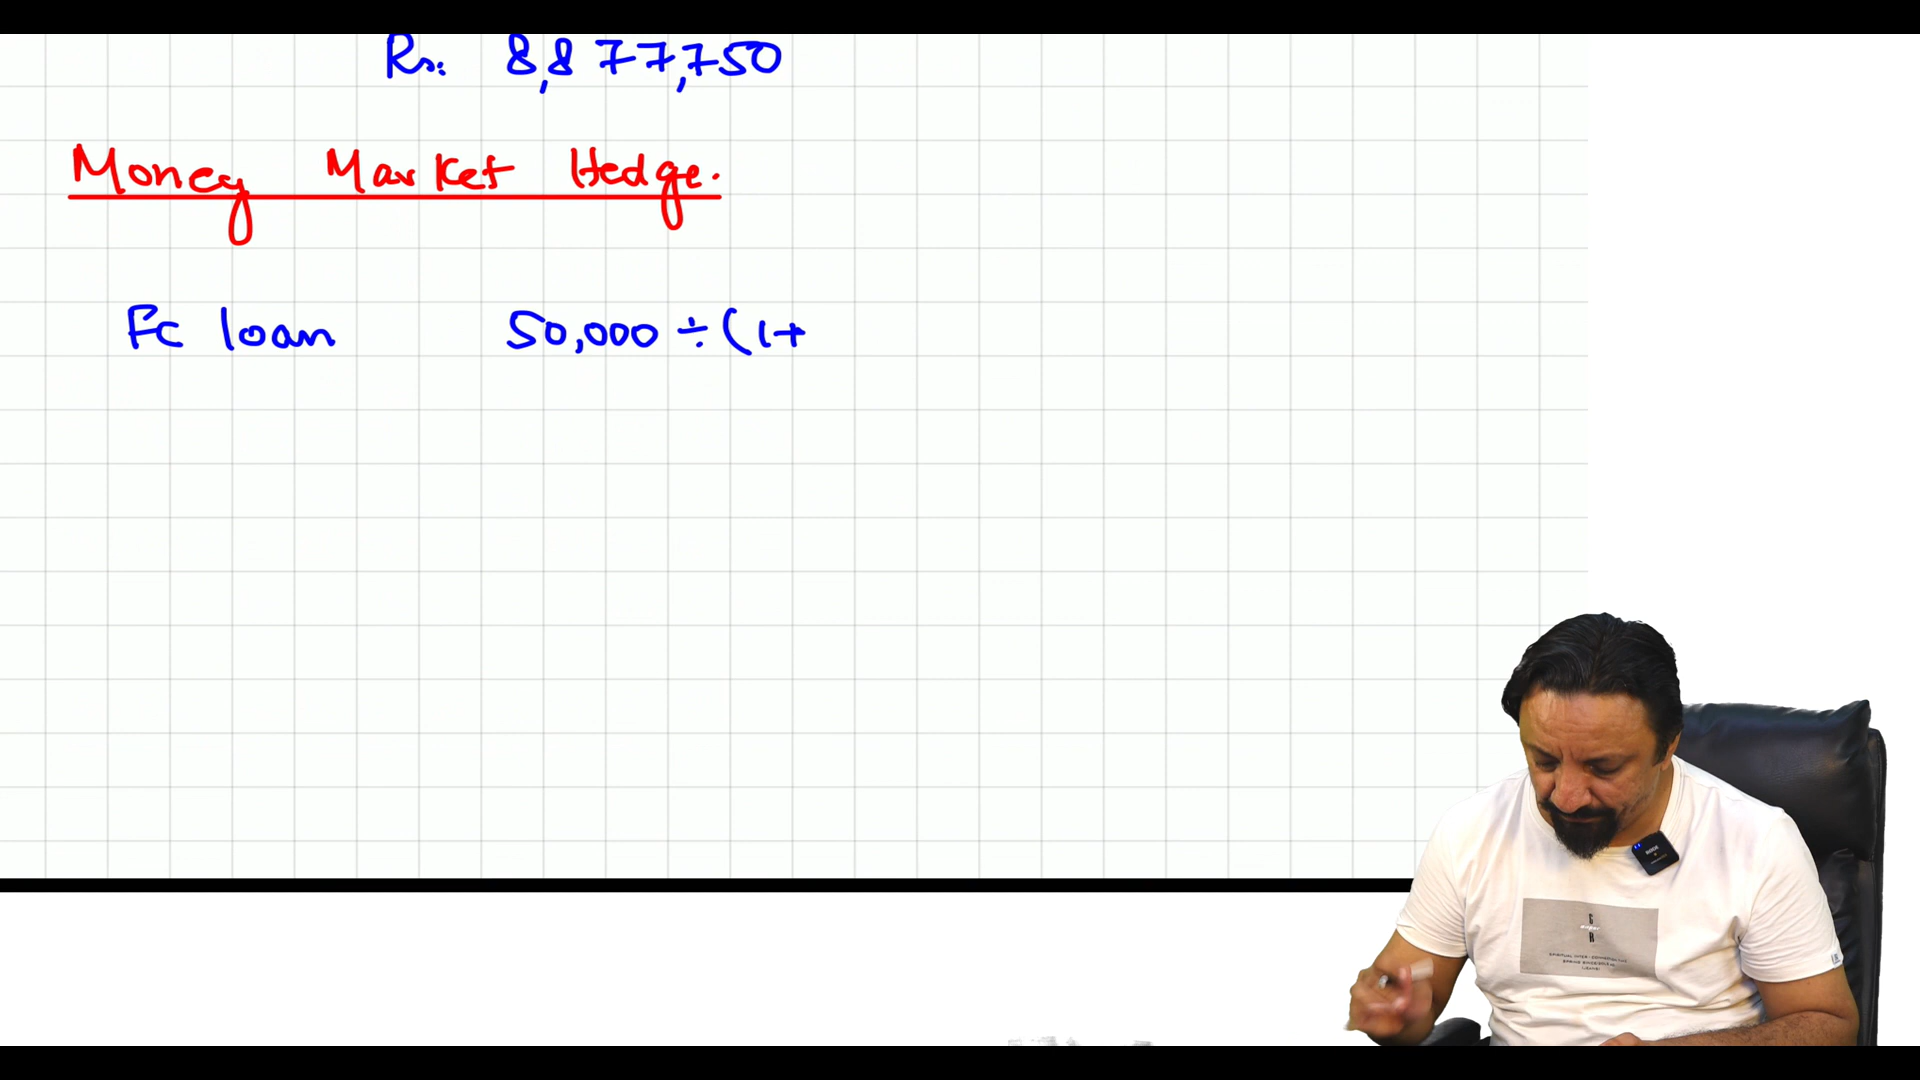 Rs: 8,877,750
Money Market Hedge.
Fc loan 50,000 ÷ (1+